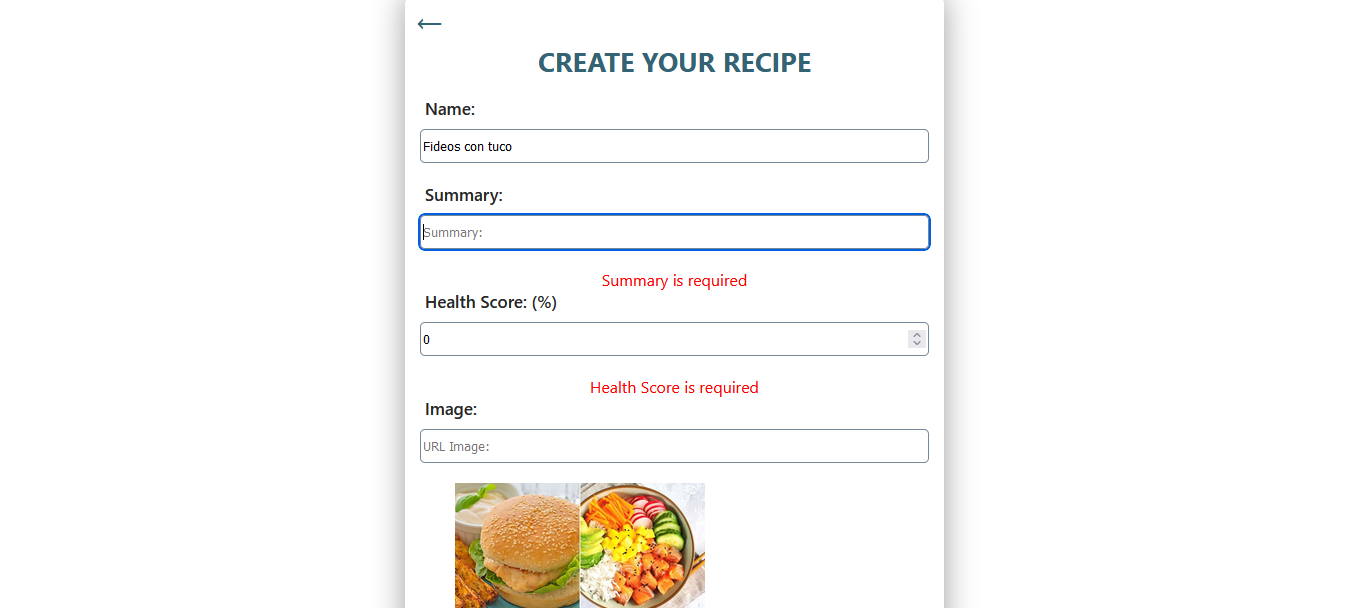 CREATE YOUR RECIPE
Name:
Fideos con tuco
Summary:
Summary:
Summary is required
Health Score: (%)
0
Health Score is required
Image:
URL Image: